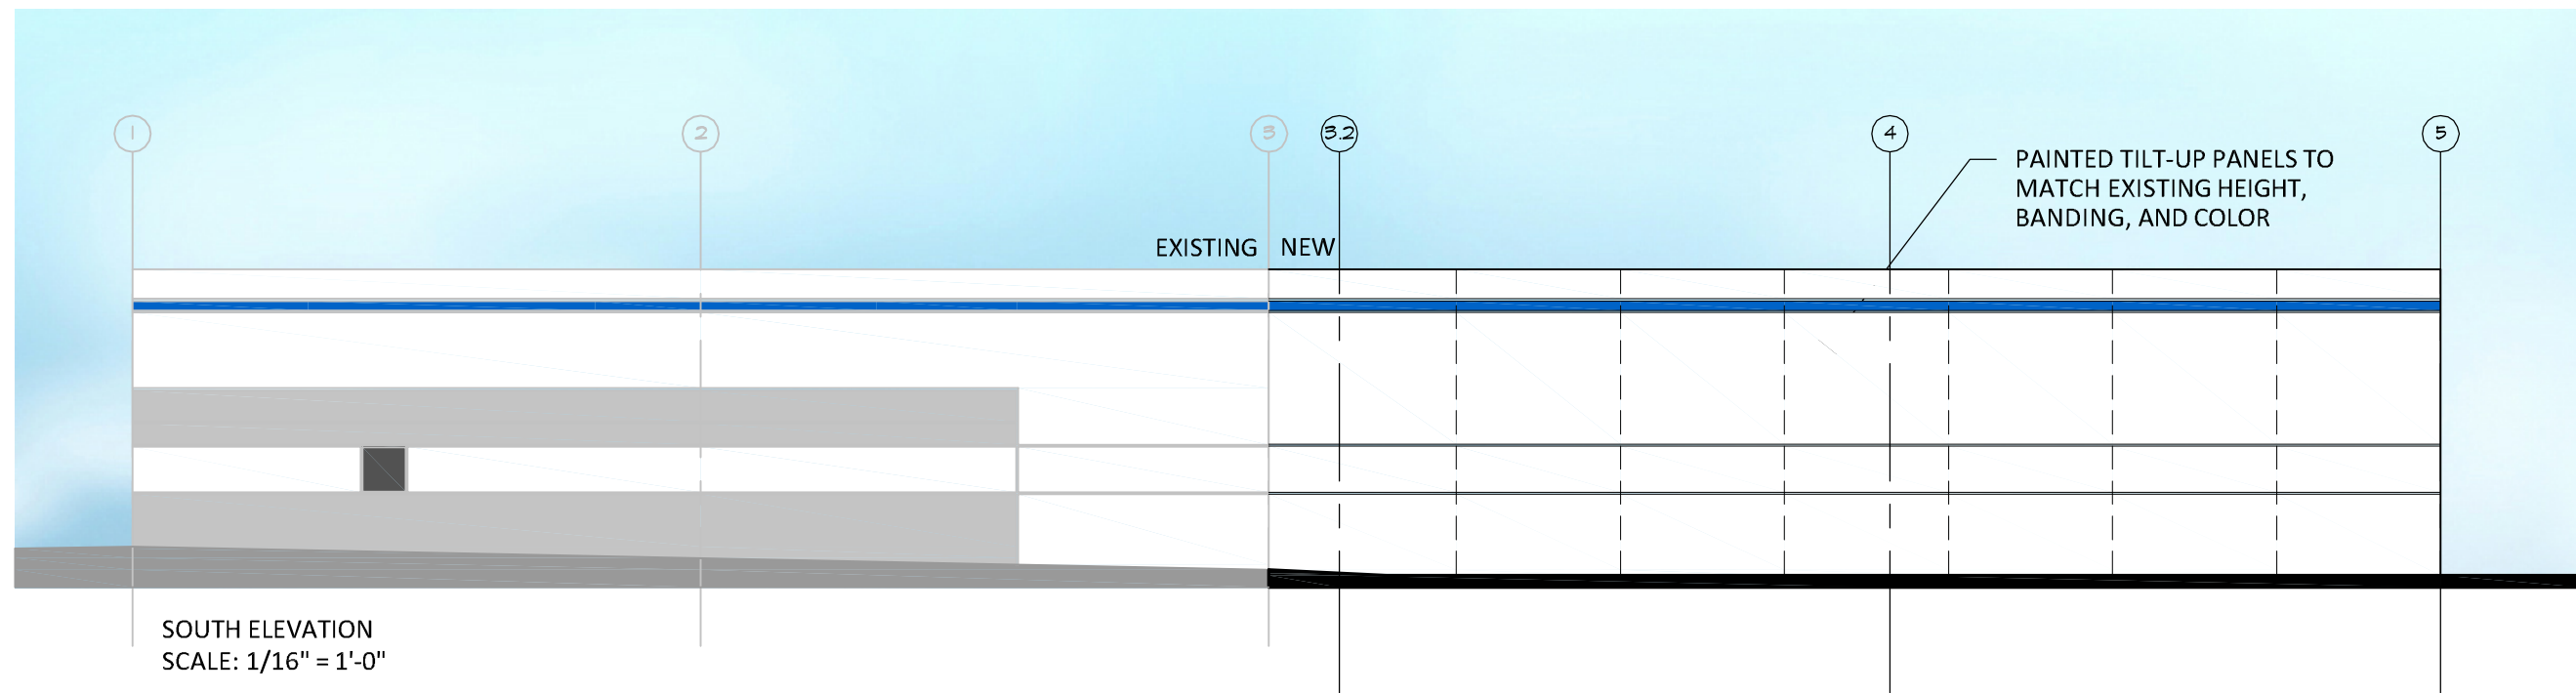 1 2 3 3.2 4 5
PAINTED TILT-UP PANELS TO
MATCH EXISTING HEIGHT,
BANDING, AND COLOR
EXISTING NEW
SOUTH ELEVATION
SCALE: 1/16" = 1'-0"